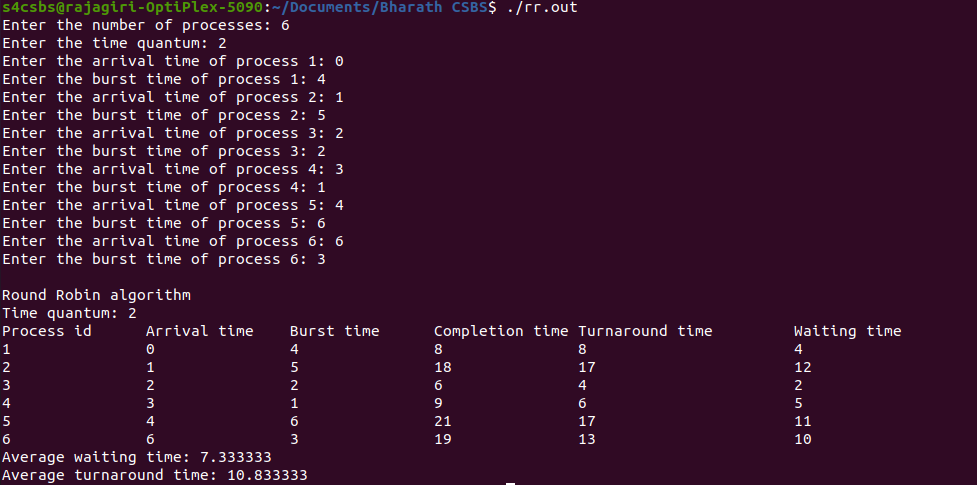 s4csbs@rajagiri-OptiPlex-5090:~/Documents/Bharath CSBS$ ./rr.out
Enter the number of processes: 6
Enter the time quantum: 2
Enter the arrival time of process 1: 0
Enter the burst time of process 1: 4
Enter the arrival time of process 2: 1
Enter the burst time of process 2: 5
Enter the arrival time of process 3: 2
Enter the burst time of process 3: 2
Enter the arrival time of process 4: 3
Enter the burst time of process 4: 1
Enter the arrival time of process 5: 4
Enter the burst time of process 5: 6
Enter the arrival time of process 6: 6
Enter the burst time of process 6: 3

Round Robin algorithm
Time quantum: 2
Process id      Arrival time    Burst time      Completion time Turnaround time         Waiting time
1               0               4               8               8                       4
2               1               5               18              17                      12
3               2               2               6               4                       2
4               3               1               9               6                       5
5               4               6               21              17                      11
6               6               3               19              13                      10
Average waiting time: 7.333333
Average turnaround time: 10.833333